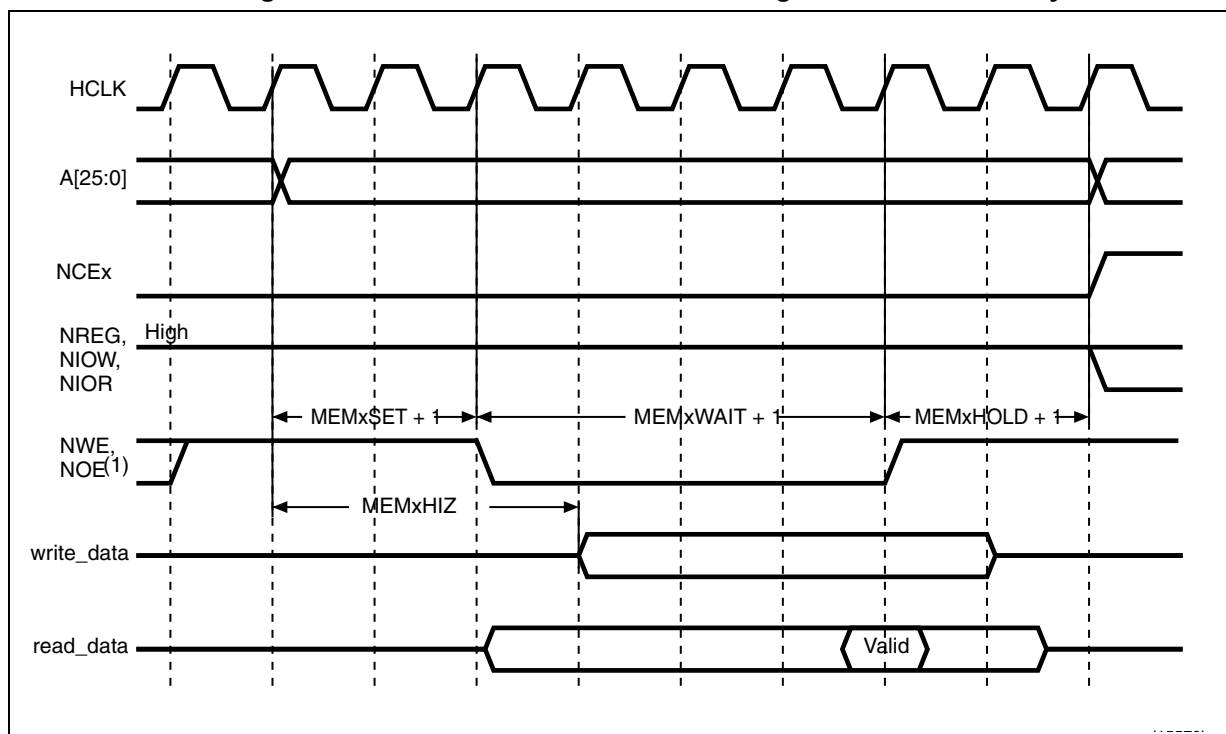 HCLK
A[25:0]
NCEx
NREG,
NIOW,
NIOR
High
MEMxSET + 1
MEMxWAIT + 1
MEMxHOLD + 1
NWE,
NOE(1)
MEMxHIZ
write_data
read_data
Valid